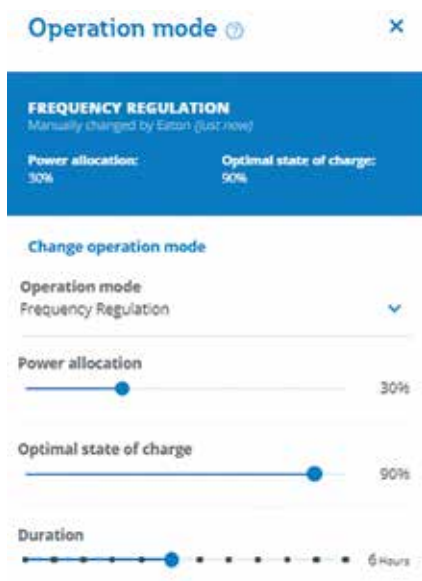 Operation mode
FREQUENCY REGULATION
Manually changed by Eaton (just now)
Power allocation: Optimal state of charge:
30% 90%
Change operation mode
Operation mode
Frequency Regulation
Power allocation
30%
Optimal state of charge
90%
Duration
6 Hours